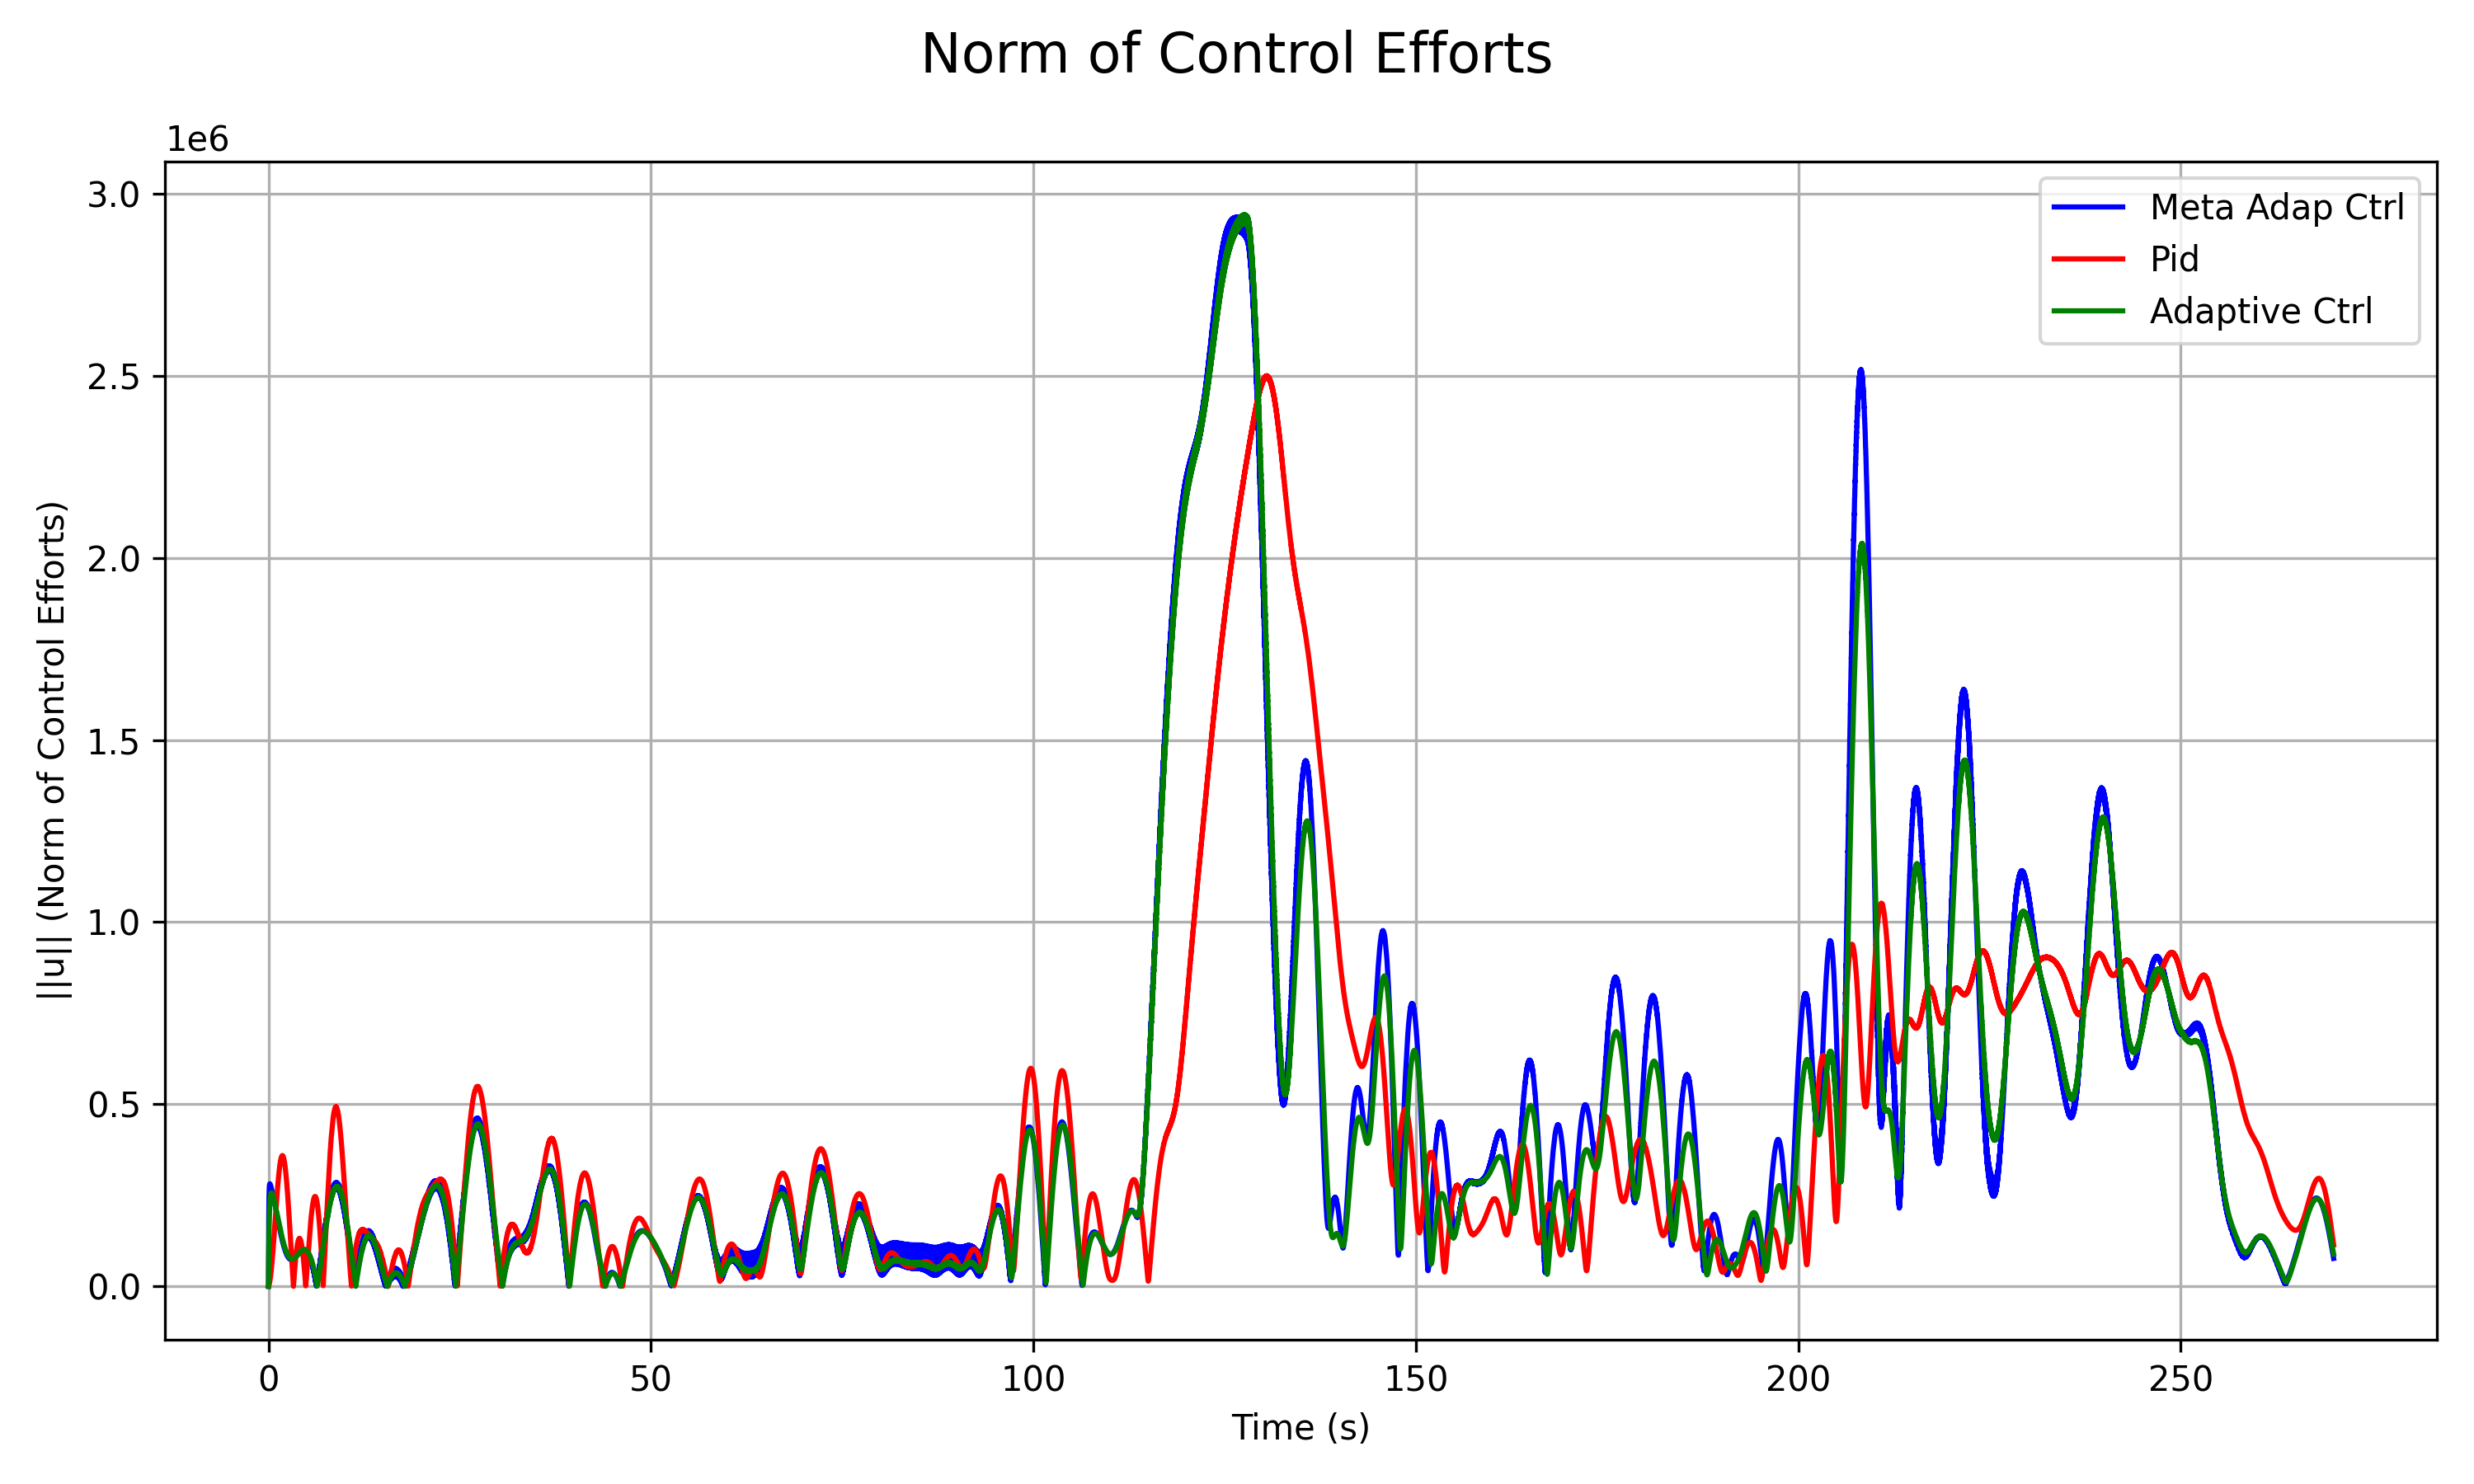 Norm of Control Efforts
1e6
3.0
2.5
2.0
1.5
1.0
0.5
0.0
||u|| (Norm of Control Efforts)
Meta Adap Ctrl
Pid
Adaptive Ctrl
0 50 100 150 200 250
Time (s)